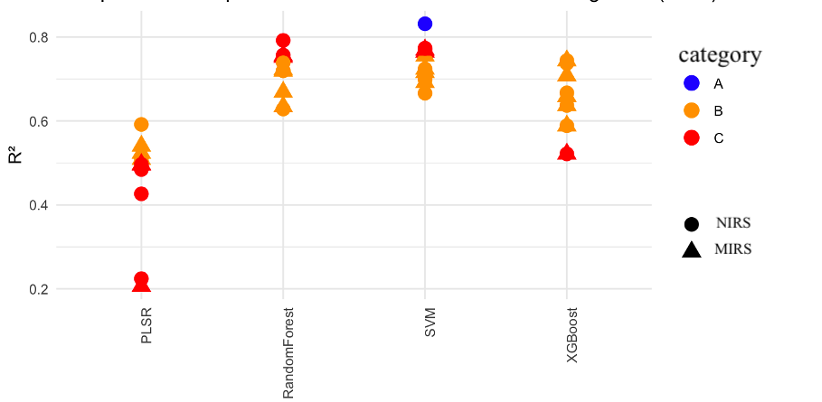 R²
0.8
0.6
0.4
0.2
PLSR
RandomForest
SVM
XGBoost
category
A
B
C
NIRS
MIRS